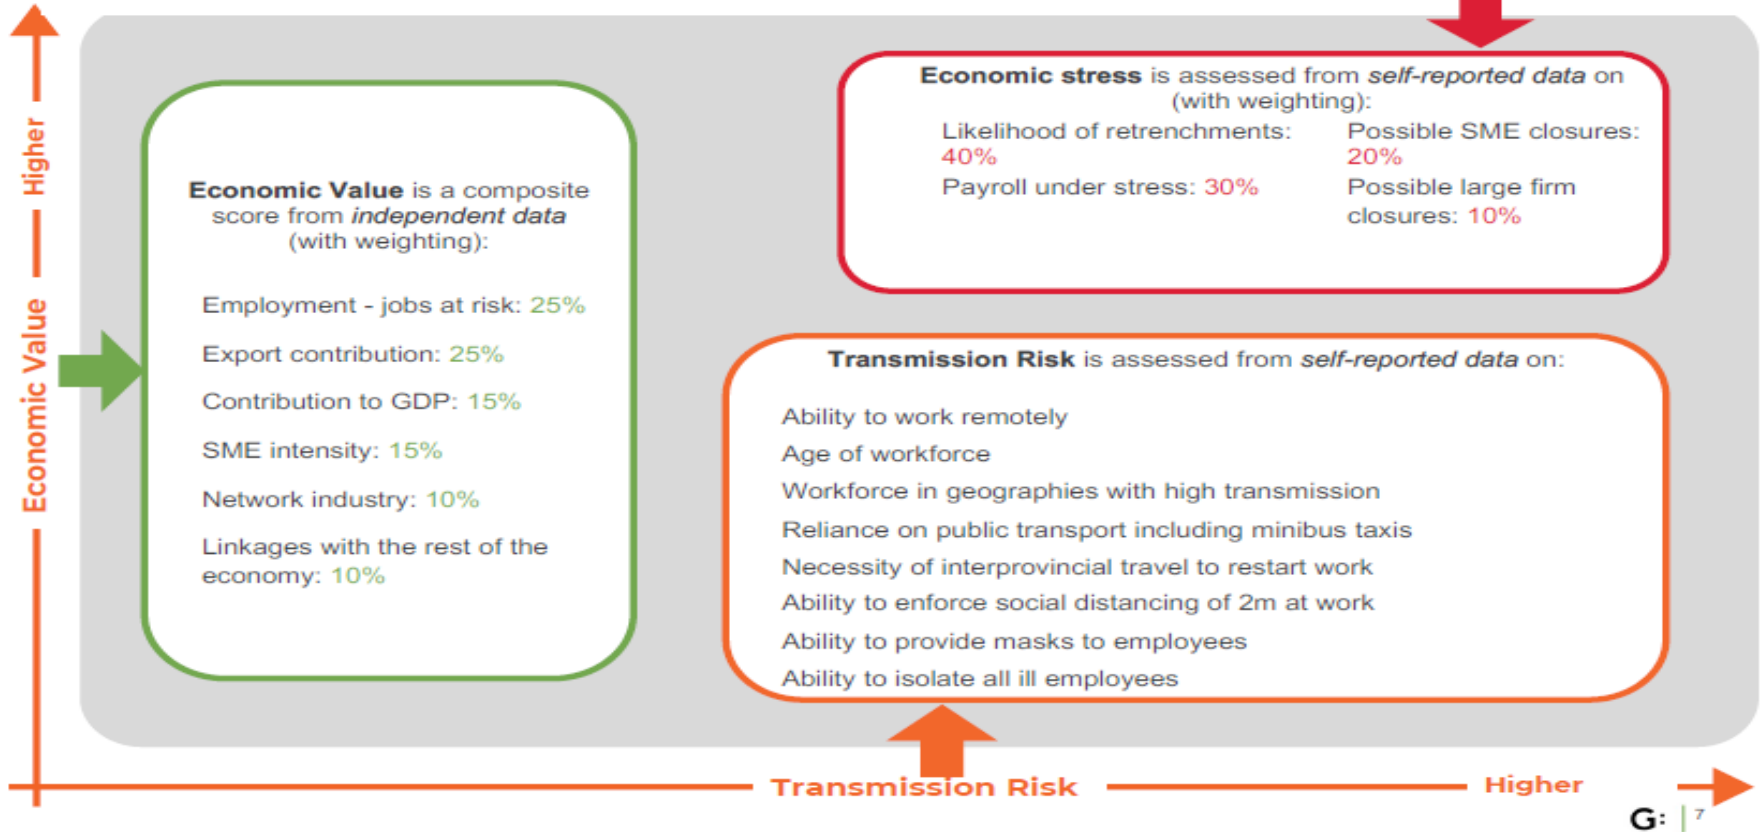 Economic stress is assessed from self-reported data on
(with weighting):
Likelihood of retrenchments:
40%
Payroll under stress: 30%
Possible SME closures:
20%
Possible large firm
closures: 10%
Economic Value is a composite
score from independent data
(with weighting):
Employment - jobs at risk: 25%
Export contribution: 25%
Contribution to GDP: 15%
SME intensity: 15%
Network industry: 10%
Linkages with the rest of the
economy: 10%
Transmission Risk is assessed from self-reported data on:
Ability to work remotely
Age of workforce
Workforce in geographies with high transmission
Reliance on public transport including minibus taxis
Necessity of interprovincial travel to restart work
Ability to enforce social distancing of 2m at work
Ability to provide masks to employees
Ability to isolate all ill employees
Higher
Economic Value
Transmission Risk
Higher
G: | 7